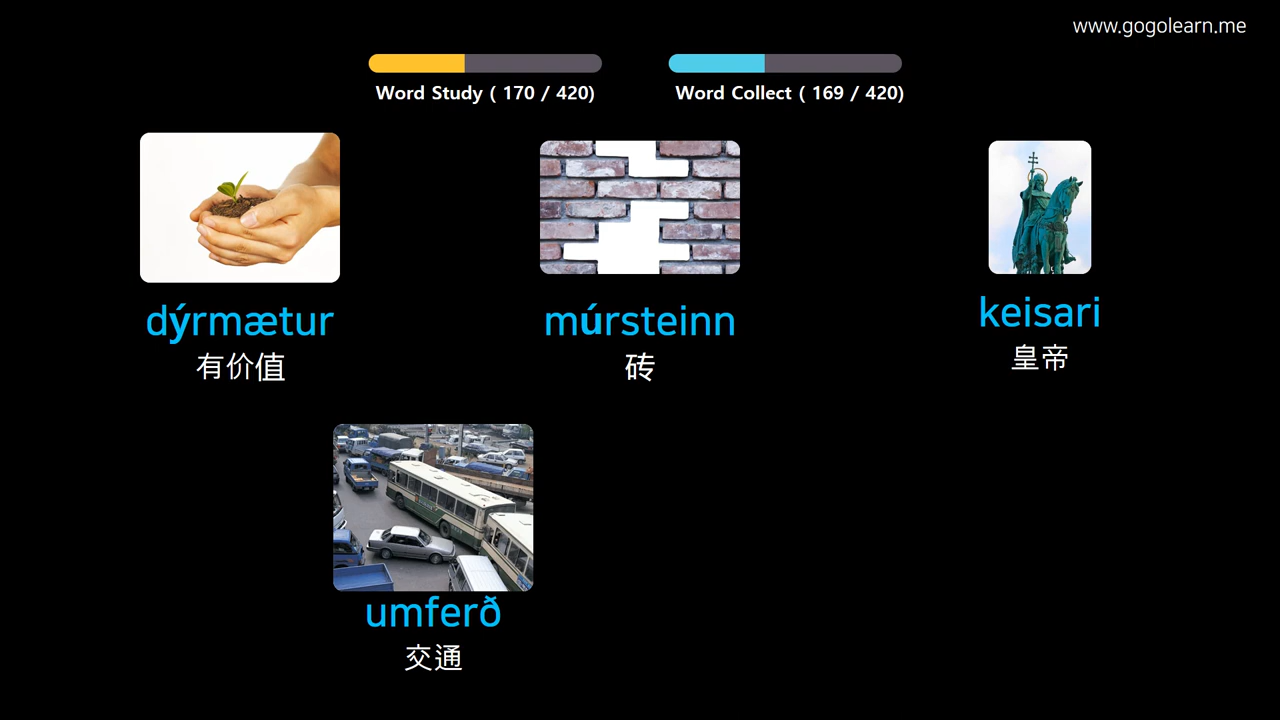 www.gogolearn.me
Word Study ( 170 / 420)
Word Collect ( 169 / 420)
dýrmætur
有价值
múrsteinn
砖
keisari
皇帝
umferð
交通